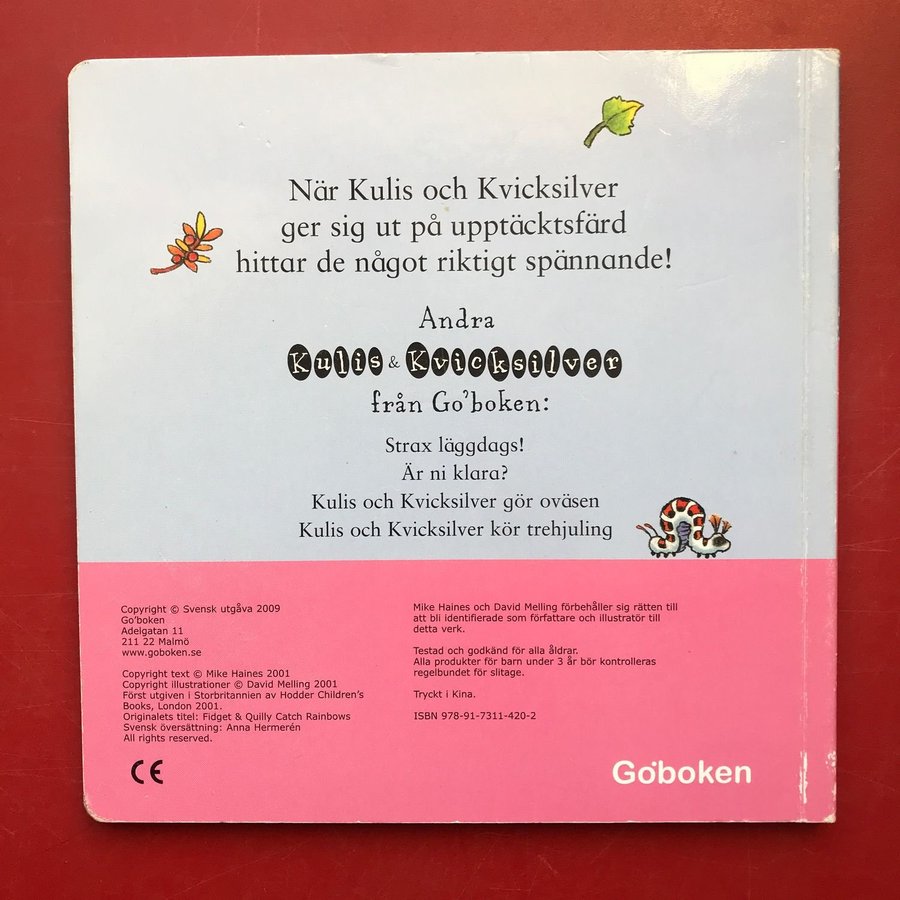 När Kulis och Kvicksilver
ger sig ut på upptäcktsfärd
hittar de något riktigt spännande!
Andra
Kulis & Kvicksilver
från Go'boken:
Strax läggdags!
Är ni klara?
Kulis och Kvicksilver gör oväsen
Kulis och Kvicksilver kör trehjuling
Copyright © Svensk utgåva 2009
Go'boken
Adelgatan 11
211 22 Malmö
www.goboken.se
Copyright text © Mike Haines 2001
Copyright illustrationer © David Melling 2001
Först utgiven i Storbritannien av Hodder Children's
Books, London 2001.
Originalets titel: Fidget & Quilly Catch Rainbows
Svensk översättning: Anna Hermerén
All rights reserved.
CE
Mike Haines och David Melling förbehåller sig rätten till
att bli identifierade som författare och illustratör till
detta verk.
Testad och godkänd för alla åldrar.
Alla produkter för barn under 3 år bör kontrolleras
regelbundet för slitage.
Tryckt i Kina.
ISBN 978-91-7311-420-2
Go'boken